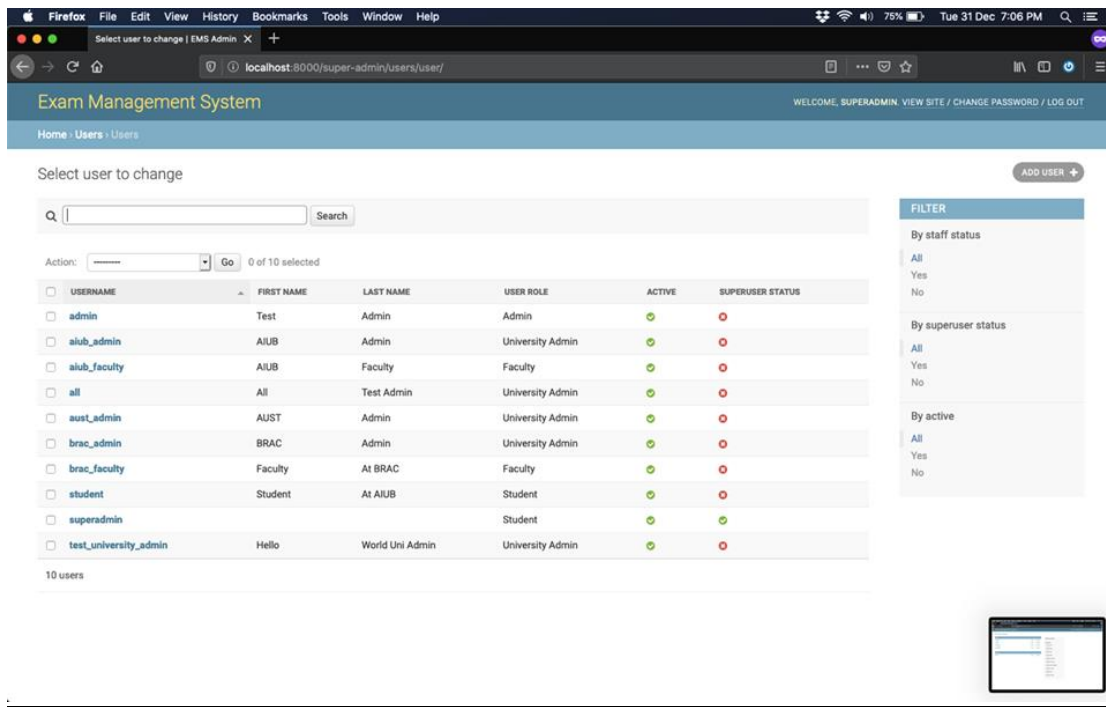 Firefox File Edit View History Bookmarks Tools Window Help 75% Tue 31 Dec 7:06 PM
Select user to change | EMS Admin
localhost:8000/super-admin/users/user/
Exam Management System WELCOME, SUPERADMIN. VIEW SITE / CHANGE PASSWORD / LOG OUT
Home › Users › Users
Select user to change ADD USER +
Search
Action: --------- Go 0 of 10 selected
USERNAME FIRST NAME LAST NAME USER ROLE ACTIVE SUPERUSER STATUS
admin Test Admin Admin
aiub_admin AIUB Admin University Admin
aiub_faculty AIUB Faculty Faculty
all All Test Admin University Admin
aust_admin AUST Admin University Admin
brac_admin BRAC Admin University Admin
brac_faculty Faculty At BRAC Faculty
student Student At AIUB Student
superadmin Student
test_university_admin Hello World Uni Admin University Admin
10 users
FILTER
By staff status
All
Yes
No
By superuser status
All
Yes
No
By active
All
Yes
No